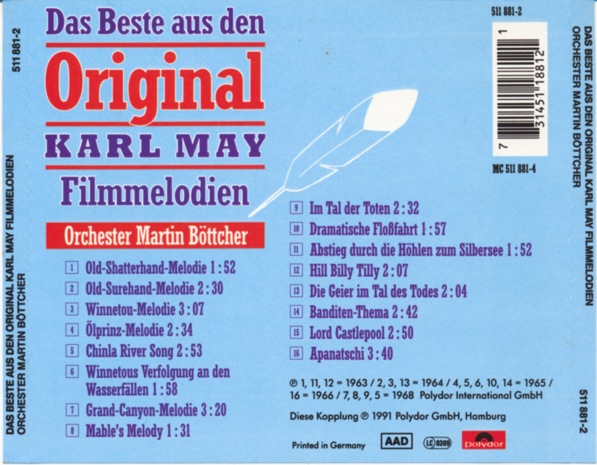 511 881-2
DAS BESTE AUS DEN ORIGINAL KARL MAY FILMMELODIEN
ORCHESTER MARTIN BÖTTCHER
Das Beste aus den
Original
KARL MAY
Filmmelodien
Orchester Martin Böttcher
1 Old-Shatterhand-Melodie 1:52
2 Old-Surehand-Melodie 2:30
3 Winnetou-Melodie 3:07
4 Ölprinz-Melodie 2:34
5 Chinla River Song 2:53
6 Winnetous Verfolgung an den
Wasserfällen 1:58
7 Grand-Canyon-Melodie 3:20
8 Mable's Melody 1:31
511 881-2
7 31451 18812 1
MC 511 881-4
9 Im Tal der Toten 2:32
10 Dramatische Floßfahrt 1:57
11 Abstieg durch die Höhlen zum Silbersee 1:52
12 Hill Billy Tilly 2:07
13 Die Geier im Tal des Todes 2:04
14 Banditen-Thema 2:42
15 Lord Castlepool 2:50
16 Apanatschi 3:40
Ⓟ 1, 11, 12 = 1963 / 2, 3, 13 = 1964 / 4, 5, 6, 10, 14 = 1965/
16 = 1966 / 7, 8, 9, 5 = 1968 Polydor International GmbH
Diese Kopplung Ⓟ 1991 Polydor GmbH, Hamburg
Printed in Germany
AAD
LC 0309
polydor
DAS BESTE AUS DEN ORIGINAL KARL MAY FILMMELODIEN
ORCHESTER MARTIN BÖTTCHER
511 881-2